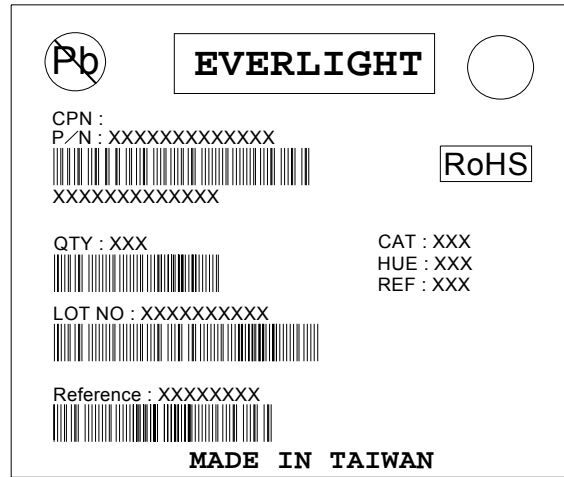 Pb
EVERLIGHT
CPN :
P/N : XXXXXXXXXXXXX
RoHS
XXXXXXXXXXXXX
QTY : XXX
CAT : XXX
HUE : XXX
REF : XXX
LOT NO : XXXXXXXXXX
Reference : XXXXXXXX
MADE IN TAIWAN